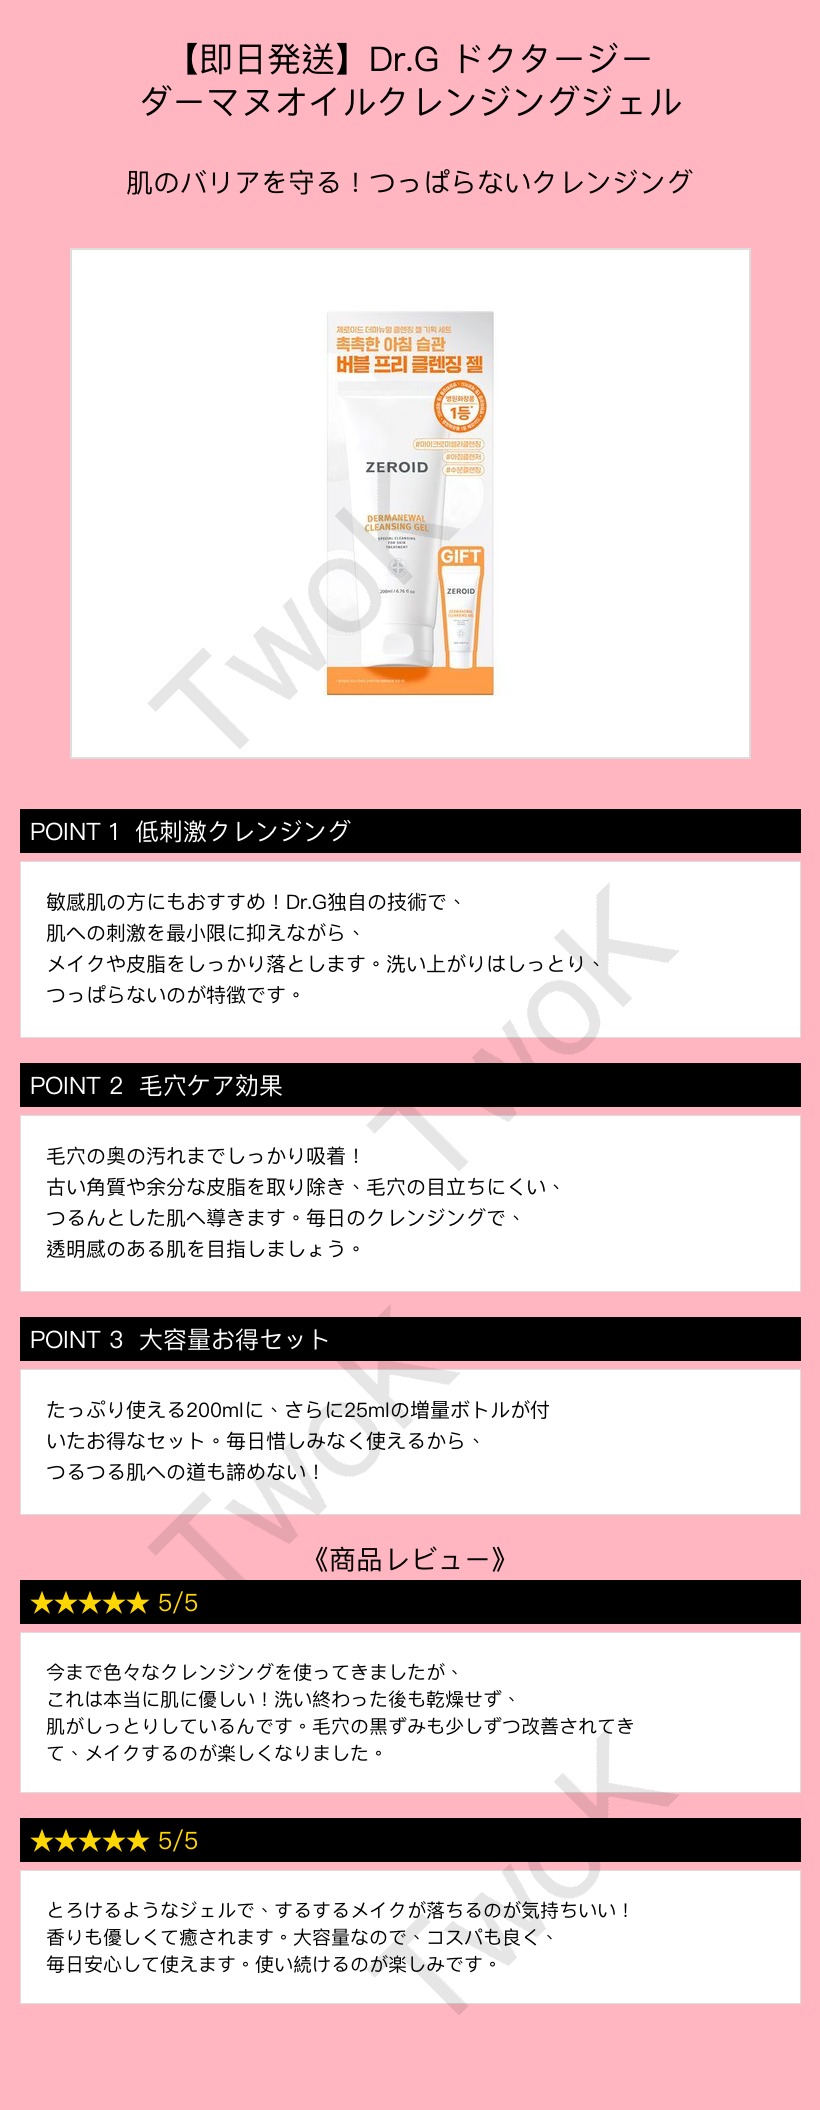 【即日発送】Dr.G ドクタージー
ダーマヌオイルクレンジングジェル
肌のバリアを守る！つっぱらないクレンジング
제로이드 더마뉴얼 클렌징 젤 기획 세트
촉촉한 아침 습관
버블 프리 클렌징 젤
병원화장품
1등
#마이크로미셀라클렌징
#아침클렌저
#수분클렌징
ZEROID
DERMANEWAL
CLEANSING GEL
SPECIAL CLEANSING
FOR SKIN
TREATMENT
200ml / 6.76 fl oz
GIFT
ZEROID
DERMANEWAL
CLEANSING GEL
TwoK
POINT 1 低刺激クレンジング
敏感肌の方にもおすすめ！Dr.G独自の技術で、
肌への刺激を最小限に抑えながら、
メイクや皮脂をしっかり落とします。洗い上がりはしっとり、
つっぱらないのが特徴です。
TwoK
POINT 2 毛穴ケア効果
毛穴の奥の汚れまでしっかり吸着！
古い角質や余分な皮脂を取り除き、毛穴の目立ちにくい、
つるんとした肌へ導きます。毎日のクレンジングで、
透明感のある肌を目指しましょう。
POINT 3 大容量お得セット
たっぷり使える200mlに、さらに25mlの増量ボトルが付
いたお得なセット。毎日惜しみなく使えるから、
つるつる肌への道も諦めない！
TwoK
《商品レビュー》
★★★★★ 5/5
今まで色々なクレンジングを使ってきましたが、
これは本当に肌に優しい！洗い終わった後も乾燥せず、
肌がしっとりしているんです。毛穴の黒ずみも少しずつ改善されてき
て、メイクするのが楽しくなりました。
★★★★★ 5/5
とろけるようなジェルで、するするメイクが落ちるのが気持ちいい！
香りも優しくて癒されます。大容量なので、コスパも良く、
毎日安心して使えます。使い続けるのが楽しみです。
TwoK